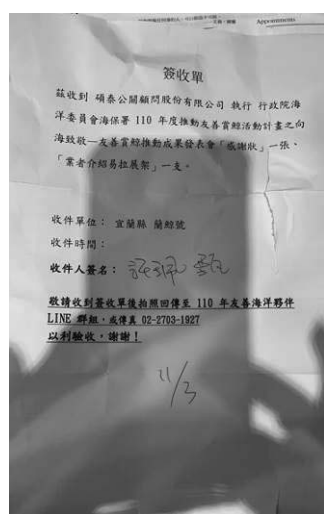 Appointments
簽收單
茲收到 碩泰公關顧問股份有限公司 執行 行政院海
洋委員會海保署 110 年度推動友善賞鯨活動計畫之向
海致敬—友善賞鯨推動成果發表會「感謝狀」一張、
「業者介紹易拉展架」一支。
收件單位：宜蘭縣 蘭鯨號
收件時間：
收件人簽名：
敬請收到簽收單後拍照回傳至 110 年友善海洋夥伴
LINE 群組，或傳真 02-2703-1927
以利驗收，謝謝！
11/3